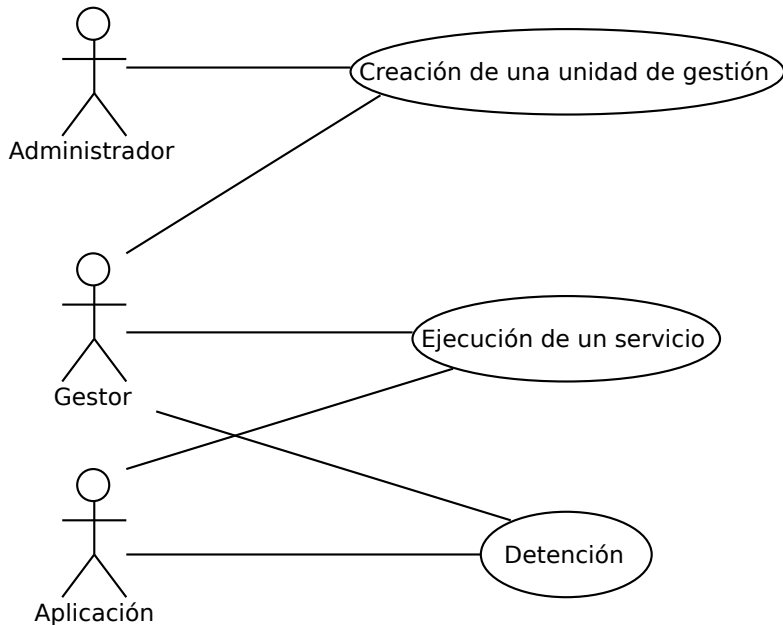 Creación de una unidad de gestión
Administrador
Ejecución de un servicio
Gestor
Detención
Aplicación